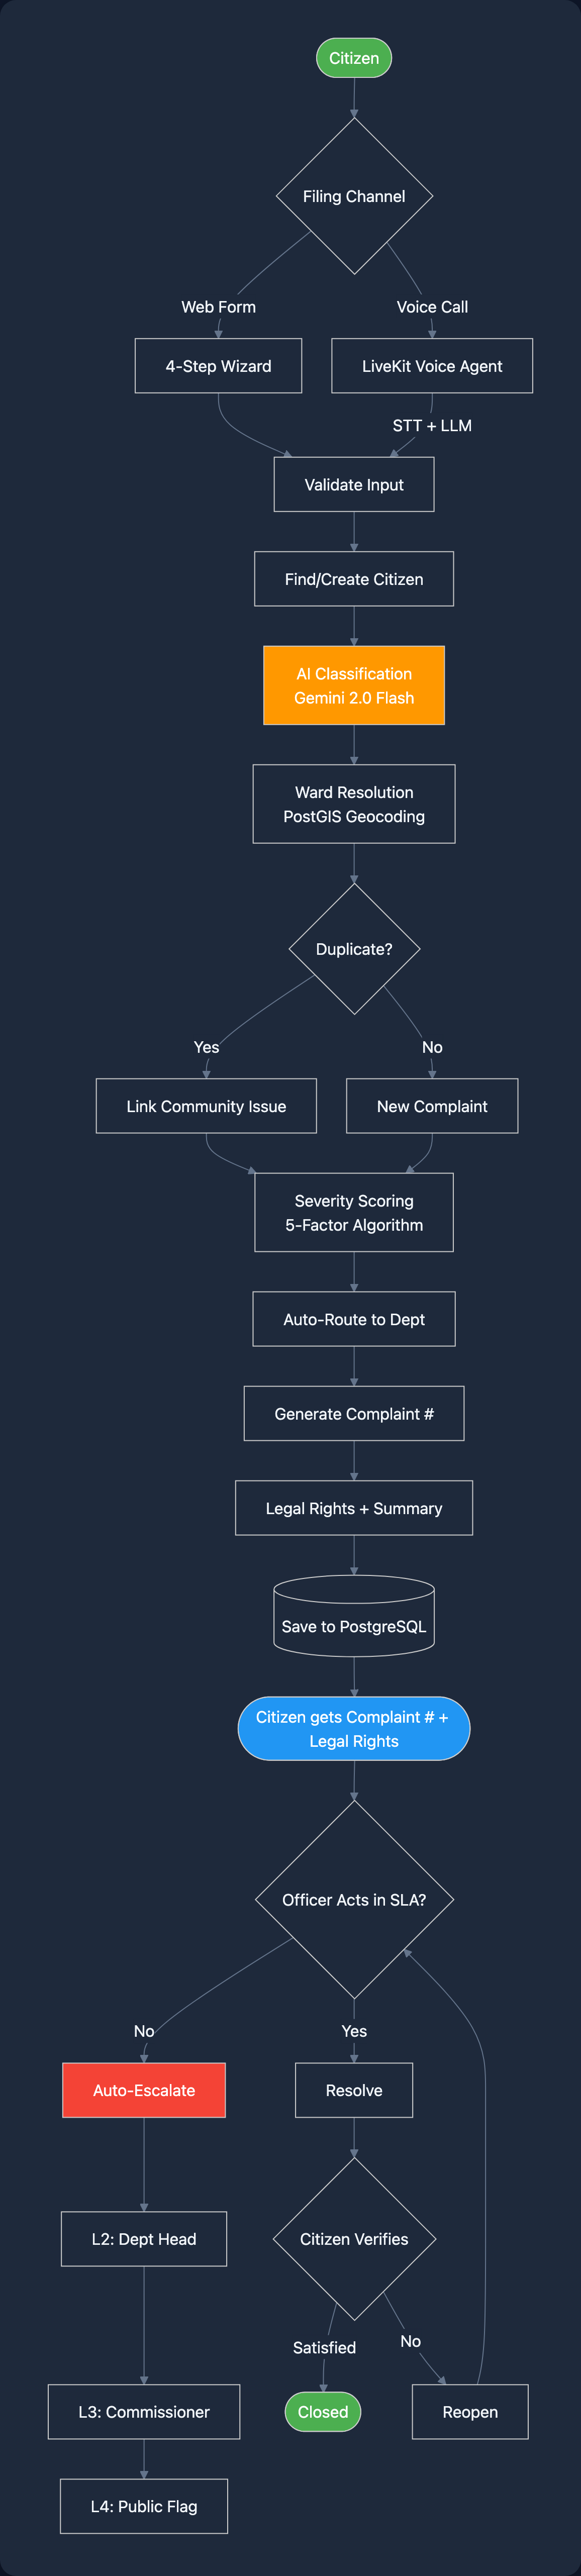 Citizen
Filing Channel
Web Form
Voice Call
4-Step Wizard
LiveKit Voice Agent
STT + LLM
Validate Input
Find/Create Citizen
AI Classification
Gemini 2.0 Flash
Ward Resolution
PostGIS Geocoding
Duplicate?
Yes
No
Link Community Issue
New Complaint
Severity Scoring
5-Factor Algorithm
Auto-Route to Dept
Generate Complaint #
Legal Rights + Summary
Save to PostgreSQL
Citizen gets Complaint # +
Legal Rights
Officer Acts in SLA?
No
Yes
Auto-Escalate
Resolve
L2: Dept Head
Citizen Verifies
Satisfied
No
L3: Commissioner
Closed
Reopen
L4: Public Flag